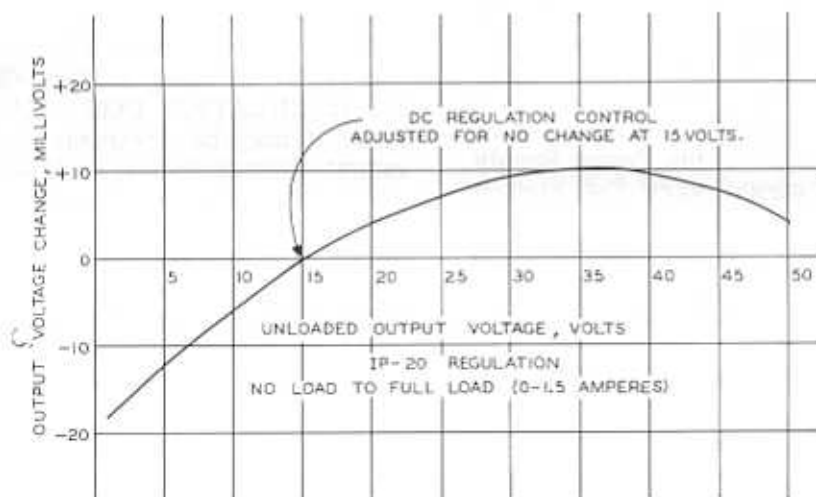 OUTPUT VOLTAGE CHANGE, MILLIVOLTS
+20
+10
0
-10
-20
DC REGULATION CONTROL
ADJUSTED FOR NO CHANGE AT 15 VOLTS.
5 10 15 20 25 30 35 40 45 50
UNLOADED OUTPUT VOLTAGE, VOLTS
IP-20 REGULATION
NO LOAD TO FULL LOAD (0-1.5 AMPERES)